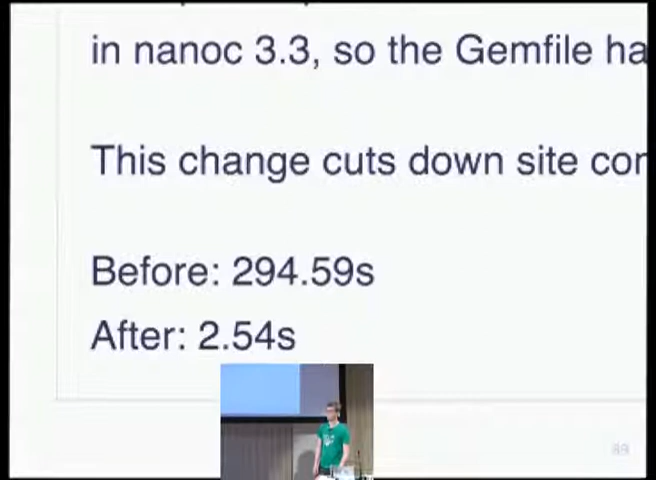 in nanoc 3.3, so the Gemfile ha
This change cuts down site
Before: 294.59s
After: 2.54s
89